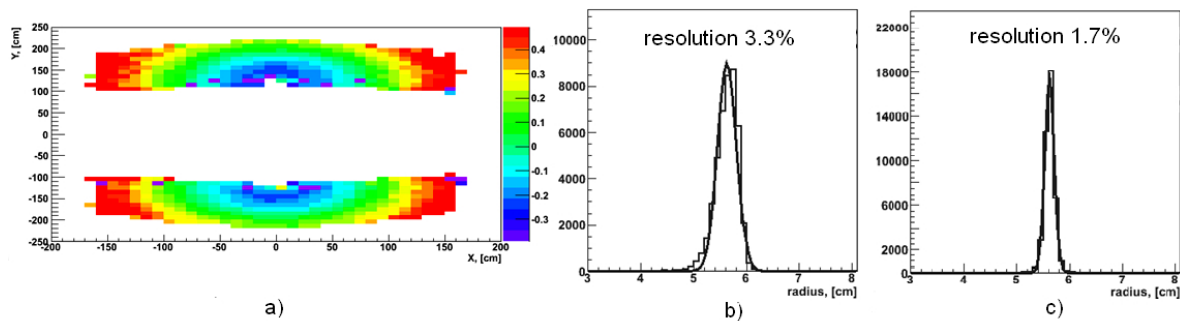 Y, [cm]
250
200
150
100
50
0
-50
-100
-150
-200
-250
-200 -150 -100 -50 0 50 100 150 200
X, [cm]
0.4
0.3
0.2
0.1
0
-0.1
-0.2
-0.3
a)
resolution 3.3%
10000
8000
6000
4000
2000
0
3 4 5 6 7 8
radius, [cm]
b)
resolution 1.7%
22000
18000
14000
10000
6000
2000
0
3 4 5 6 7 8
radius, [cm]
c)